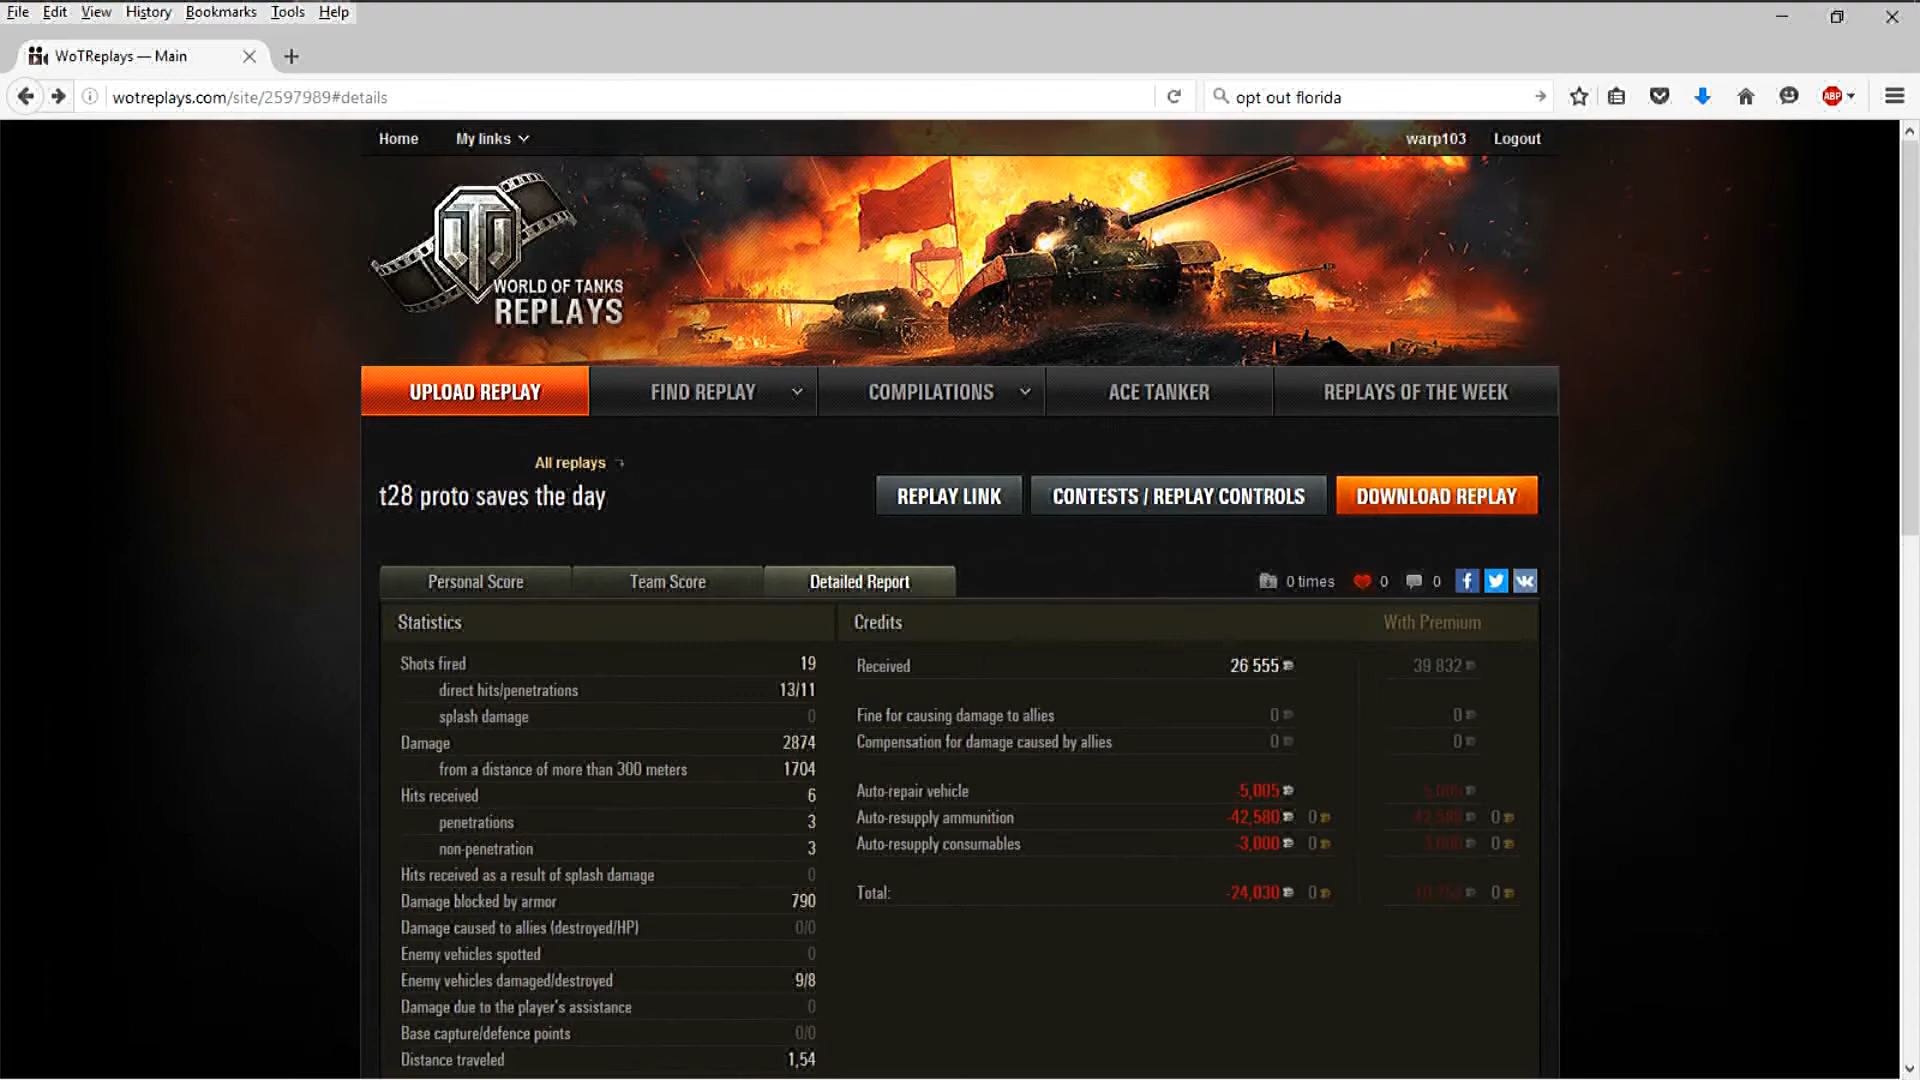 File Edit View History Bookmarks Tools Help
WoTReplays — Main
wotreplays.com/site/2597989#details
opt out florida
ABP
Home My links warp103 Logout
WORLD OF TANKS
REPLAYS
UPLOAD REPLAY FIND REPLAY COMPILATIONS ACE TANKER REPLAYS OF THE WEEK
All replays
t28 proto saves the day REPLAY LINK CONTESTS / REPLAY CONTROLS DOWNLOAD REPLAY
Personal Score Team Score Detailed Report 0 times 0 0
Statistics
Shots fired 19
direct hits/penetrations 13/11
splash damage 0
Damage 2874
from a distance of more than 300 meters 1704
Hits received 6
penetrations 3
non-penetration 3
Hits received as a result of splash damage 0
Damage blocked by armor 790
Damage caused to allies (destroyed/HP) 0/0
Enemy vehicles spotted 0
Enemy vehicles damaged/destroyed 9/8
Damage due to the player's assistance 0
Base capture/defence points 0/0
Distance traveled 1,54
Credits With Premium
Received 26 555 39 832
Fine for causing damage to allies 0 0
Compensation for damage caused by allies 0 0
Auto-repair vehicle -5,005 -5,005
Auto-resupply ammunition -42,580 0 -42,580 0
Auto-resupply consumables -3,000 0 -3,000 0
Total: -24,030 0 0